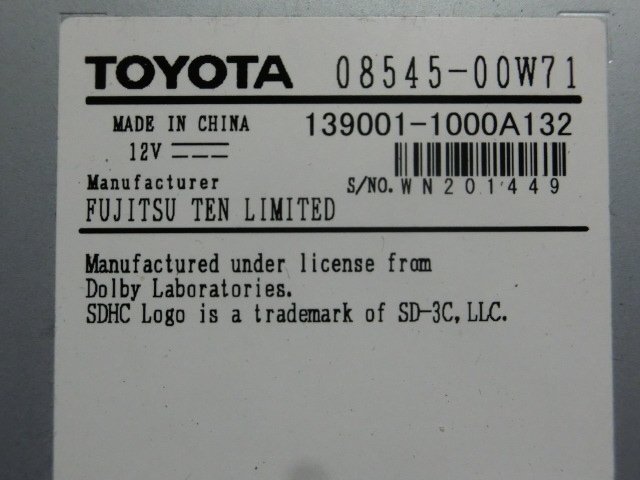 TOYOTA 08545-00W71
MADE IN CHINA 139001-1000A132
12V
Manufacturer S/NO. WN201449
FUJITSU TEN LIMITED
Manufactured under license from
Dolby Laboratories.
SDHC Logo is a trademark of SD-3C, LLC.